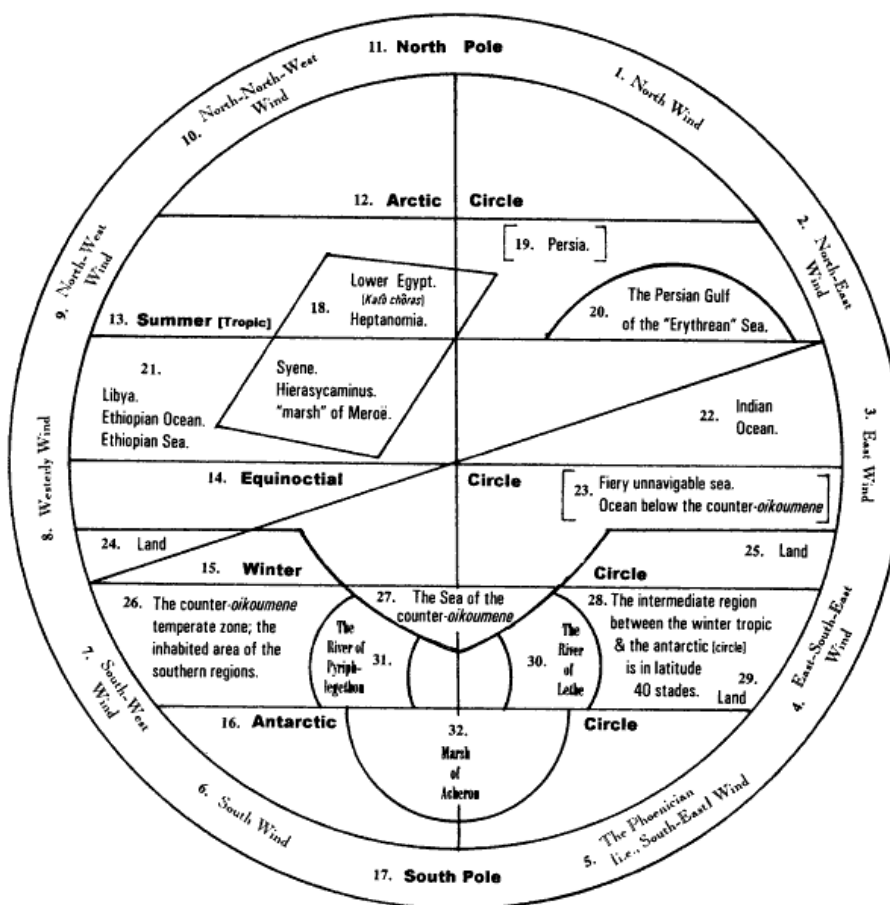 11. North Pole
1. North Wind
2. North-East
Wind
3. East Wind
4. East-South-East
Wind
5. The Phoenician
[i.e., South-East] Wind
6. South Wind
7. South-West
Wind
8. Westerly Wind
9. North-West
Wind
10. North-North-West
Wind
12. Arctic Circle
19. Persia.
18. Lower Egypt.
[Katō chōras]
Heptanomia.
20. The Persian Gulf
of the "Erythrean" Sea.
13. Summer [Tropic]
21.
Libya.
Ethiopian Ocean.
Ethiopian Sea.
Syene.
Hierasycaminus.
"marsh" of Meroë.
22. Indian
Ocean.
14. Equinoctial Circle
23. Fiery unnavigable sea.
Ocean below the counter-oikoumene
24. Land
25. Land
15. Winter Circle
26. The counter-oikoumene
temperate zone; the
inhabited area of the
southern regions.
27. The Sea of the
counter-oikoumene
28. The intermediate region
between the winter tropic
& the antarctic [circle]
is in latitude
40 stades.
29.
Land
The
River of
Pyriph-
legethon
31.
30.
The
River
of
Lethe
16. Antarctic Circle
32.
Marsh
of
Acheron
17. South Pole